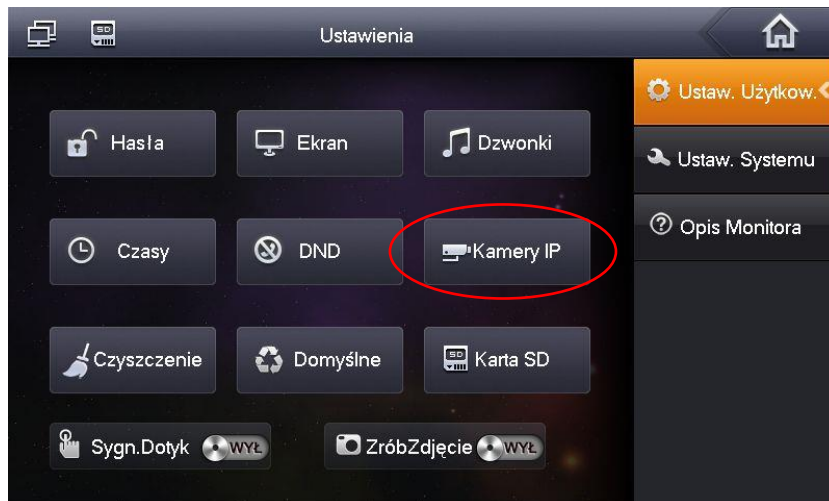 SD
Ustawienia
Ustaw. Użytkow.
Hasła
Ekran
Dzwonki
Ustaw. Systemu
Opis Monitora
Czasy
DND
Kamery IP
Czyszczenie
Domyślne
SD
Karta SD
Sygn.Dotyk
WYŁ
ZróbZdjęcie
WYŁ